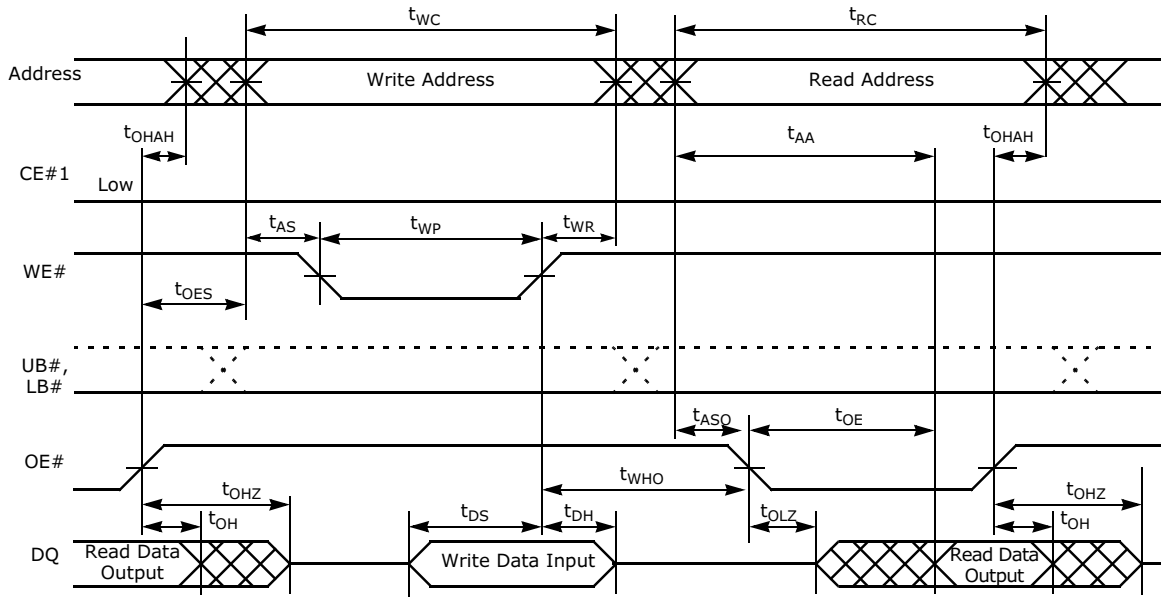 tWC
tRC
Address
Write Address
Read Address
tOHAH
tAA
tOHAH
CE#1
Low
tAS
tWP
tWR
WE#
tOES
UB#,
LB#
tASO
tOE
OE#
tOHZ
tWHO
tOHZ
tOH
tDS
tDH
tOLZ
tOH
DQ
Read Data
Output
Write Data Input
Read Data
Output